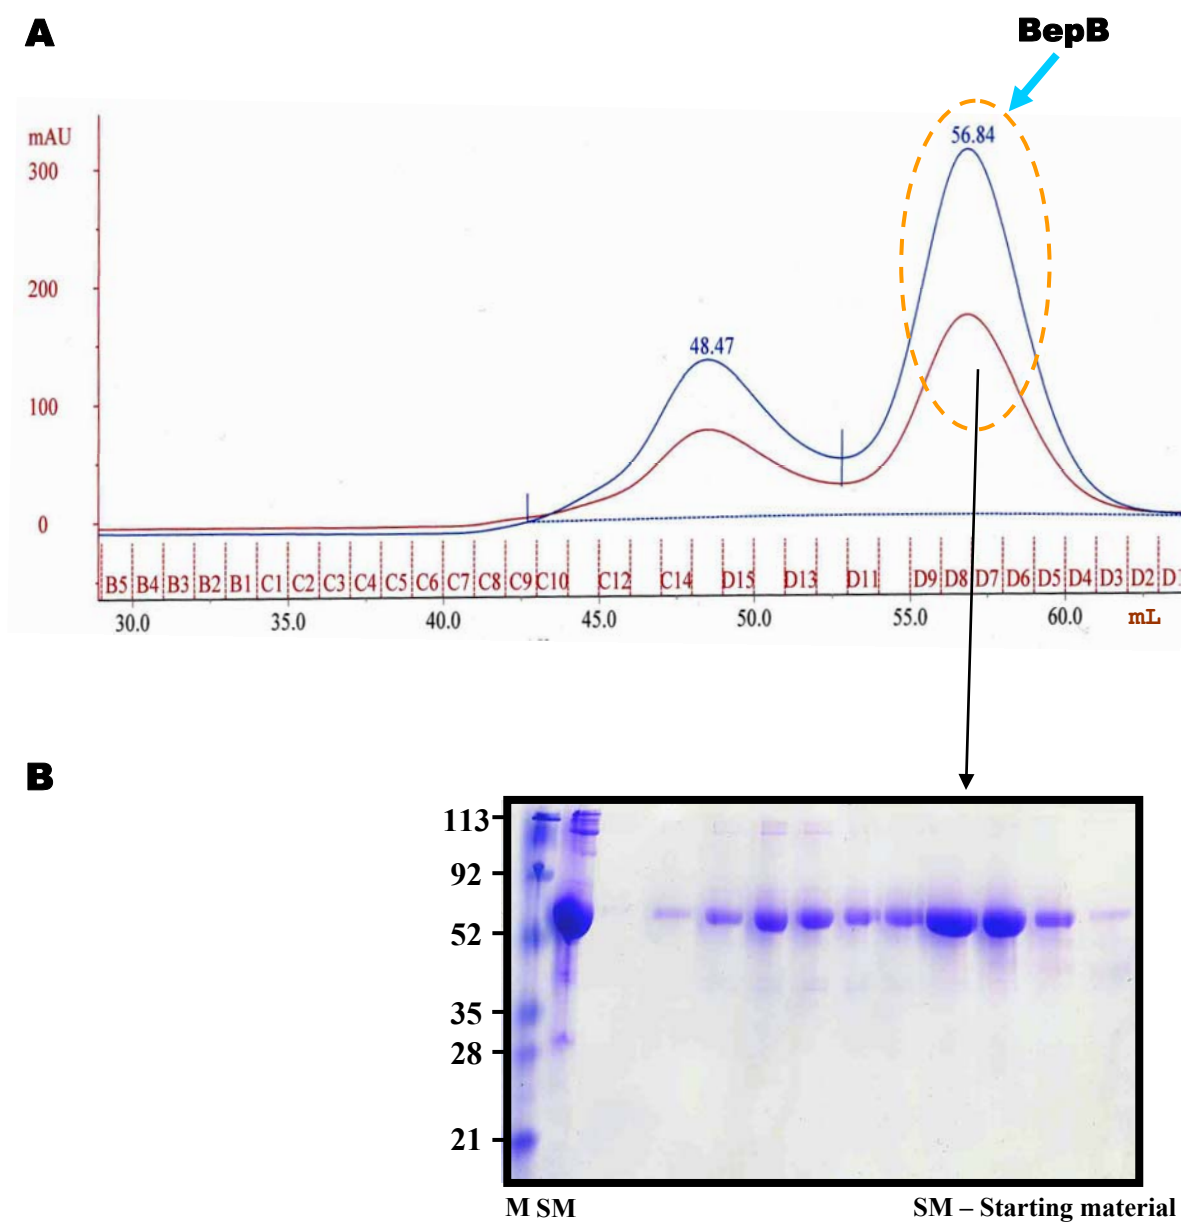 A
BepB
mAU
300
200
100
0
56.84
48.47
B5 B4 B3 B2 B1 C1 C2 C3 C4 C5 C6 C7 C8 C9 C10 C12 C14 D15 D13 D11 D9 D8 D7 D6 D5 D4 D3 D2 D1
30.0 35.0 40.0 45.0 50.0 55.0 60.0 mL
B
113
92
52
35
28
21
M SM
SM – Starting material